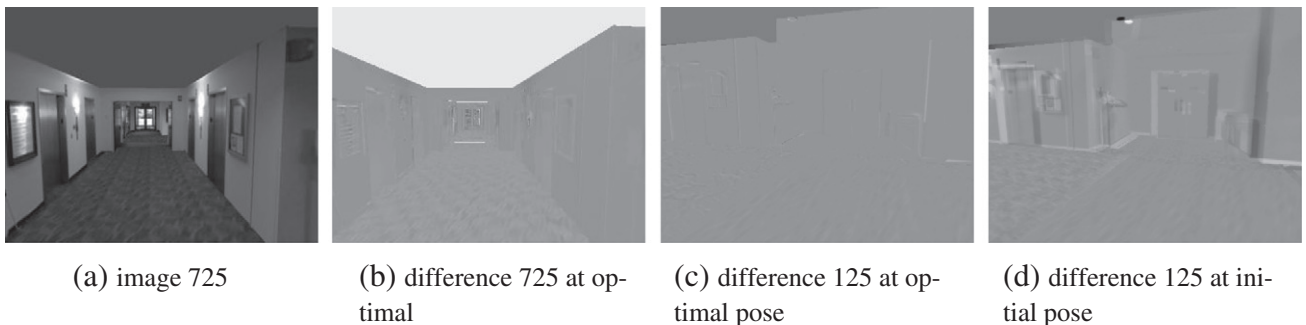 (a) image 725
(b) difference 725 at op-
timal
(c) difference 125 at op-
timal pose
(d) difference 125 at ini-
tial pose